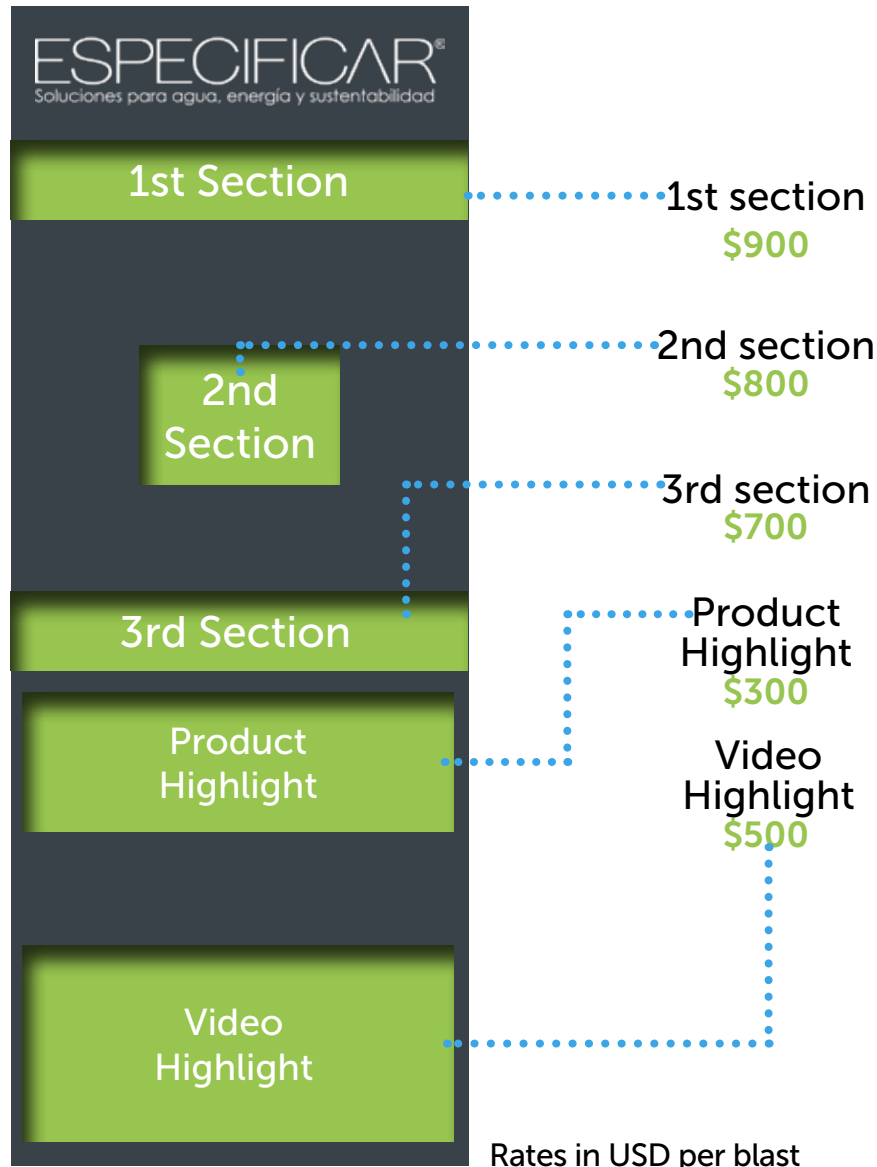 ESPECIFICAR®
Soluciones para agua, energía y sustentabilidad
1st Section
1st section
$900
2nd section
$800
2nd
Section
3rd section
$700
3rd Section
Product
Highlight
$300
Product
Highlight
Video
Highlight
$500
Video
Highlight
Rates in USD per blast